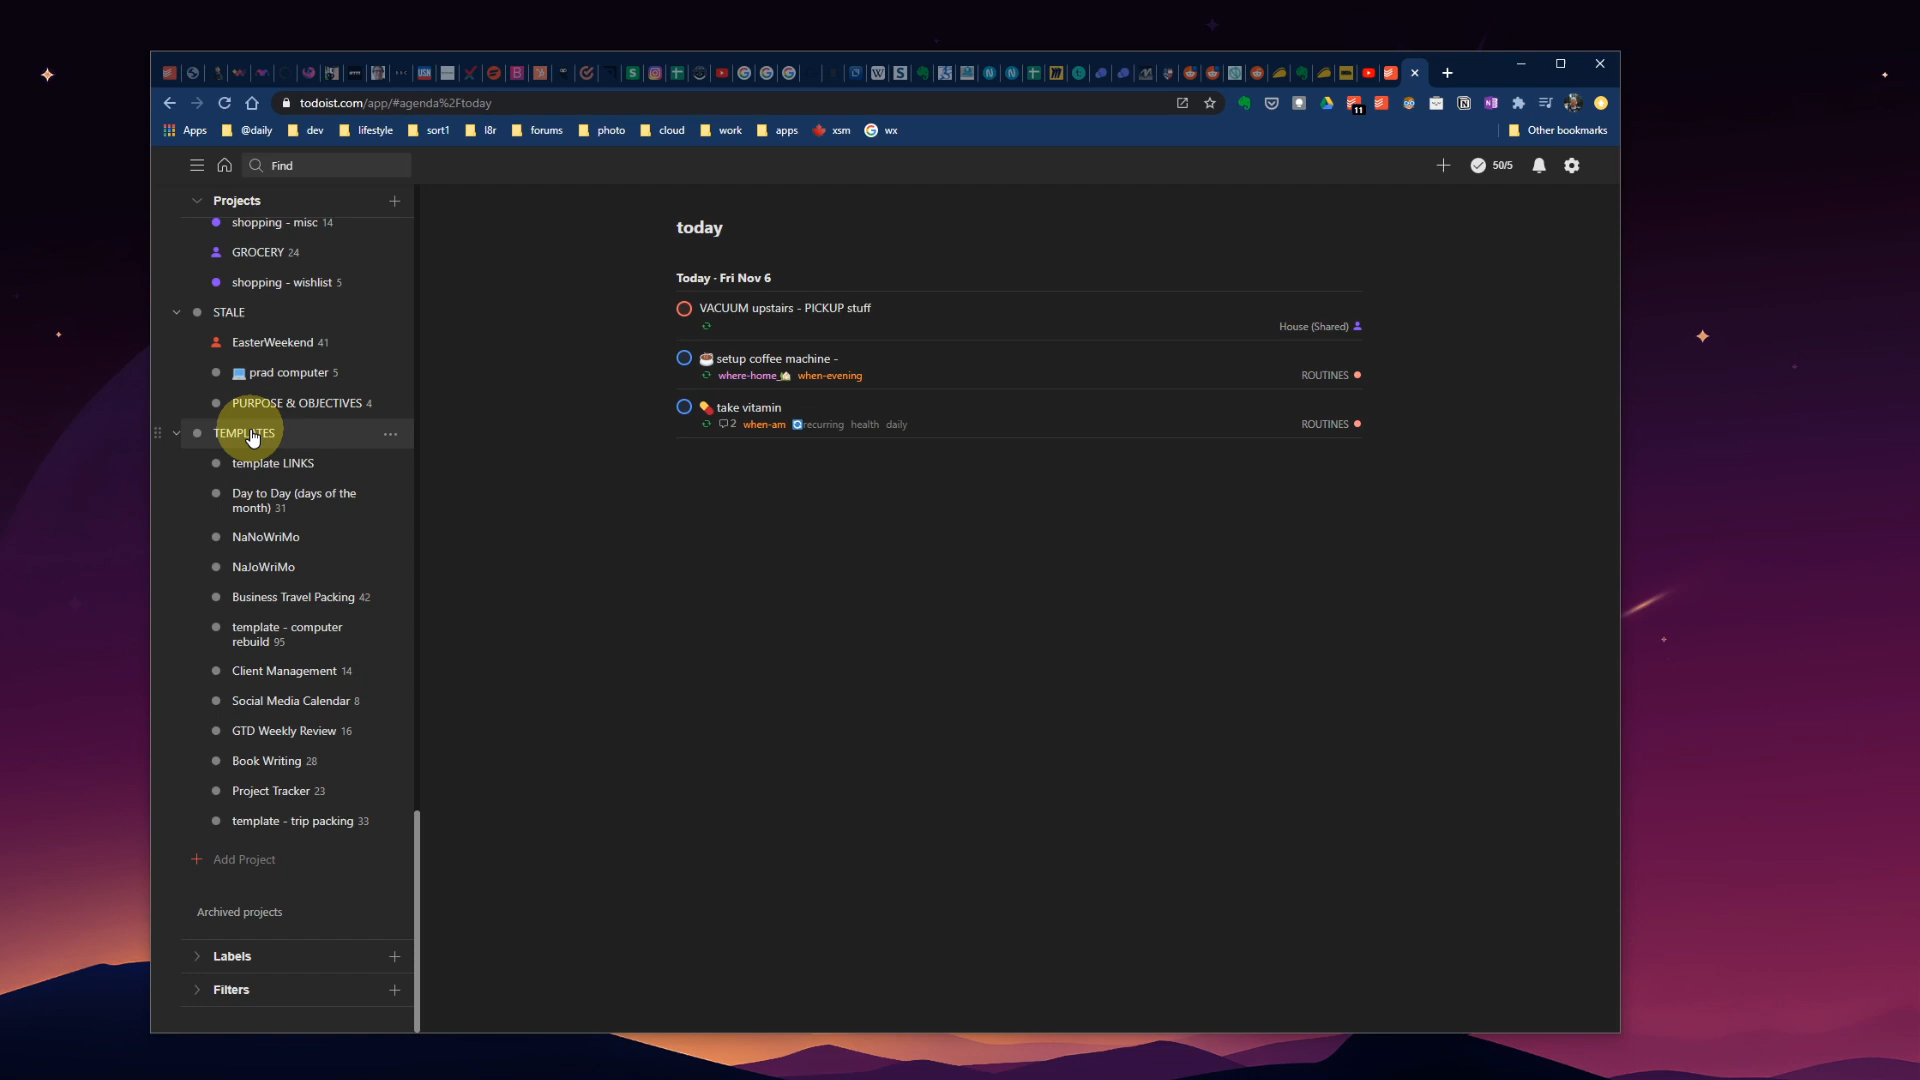 todoist.com/app/#agenda%2Ftoday
11
Apps @daily dev lifestyle sort1 l8r forums photo cloud work apps xsm wx Other bookmarks
Find
50/5
Projects
shopping - misc 14
GROCERY 24
shopping - wishlist 5
STALE
EasterWeekend 41
prad computer 5
PURPOSE & OBJECTIVES 4
TEMPLATES
template LINKS
Day to Day (days of the
month) 31
NaNoWriMo
NaJoWriMo
Business Travel Packing 42
template - computer
rebuild 95
Client Management 14
Social Media Calendar 8
GTD Weekly Review 16
Book Writing 28
Project Tracker 23
template - trip packing 33
Add Project
Archived projects
Labels
Filters
today
Today - Fri Nov 6
VACUUM upstairs - PICKUP stuff
House (Shared)
setup coffee machine -
where-home_ when-evening
ROUTINES
take vitamin
2 when-am recurring health daily
ROUTINES